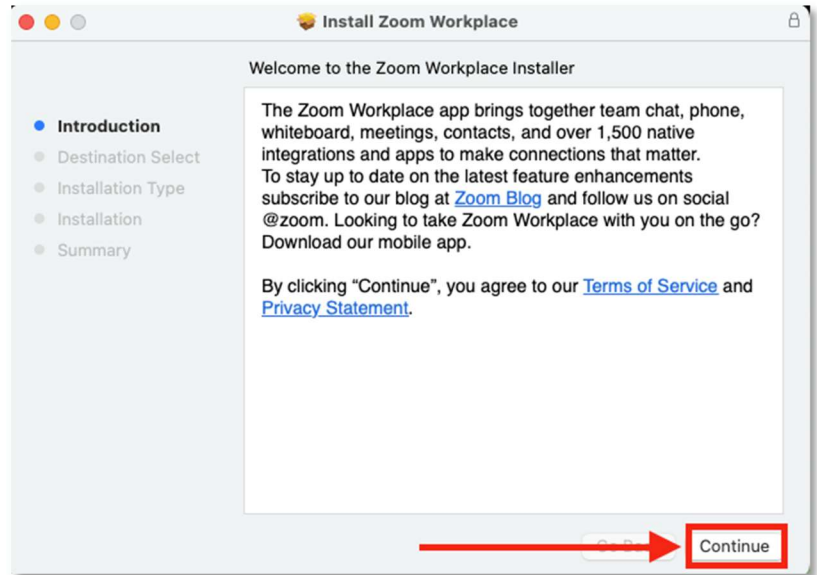 Install Zoom Workplace
Welcome to the Zoom Workplace Installer
Introduction
Destination Select
Installation Type
Installation
Summary
The Zoom Workplace app brings together team chat, phone,
whiteboard, meetings, contacts, and over 1,500 native
integrations and apps to make connections that matter.
To stay up to date on the latest feature enhancements
subscribe to our blog at Zoom Blog and follow us on social
@zoom. Looking to take Zoom Workplace with you on the go?
Download our mobile app.
By clicking “Continue”, you agree to our Terms of Service and
Privacy Statement.
Continue